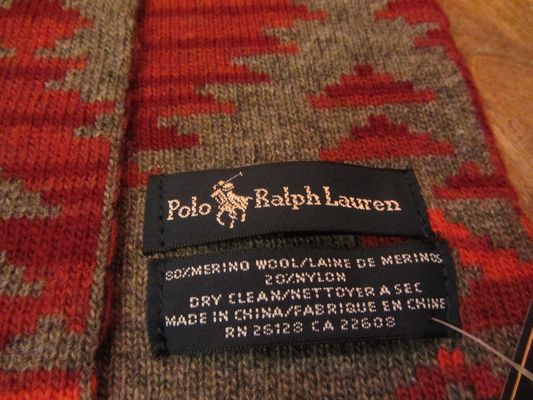 Polo Ralph Lauren
80%MERINO WOOL/LAINE DE MERINOS
20%NYLON
DRY CLEAN/NETTOYER A SEC
MADE IN CHINA/FABRIQUE EN CHINE
RN 26128 CA 22608